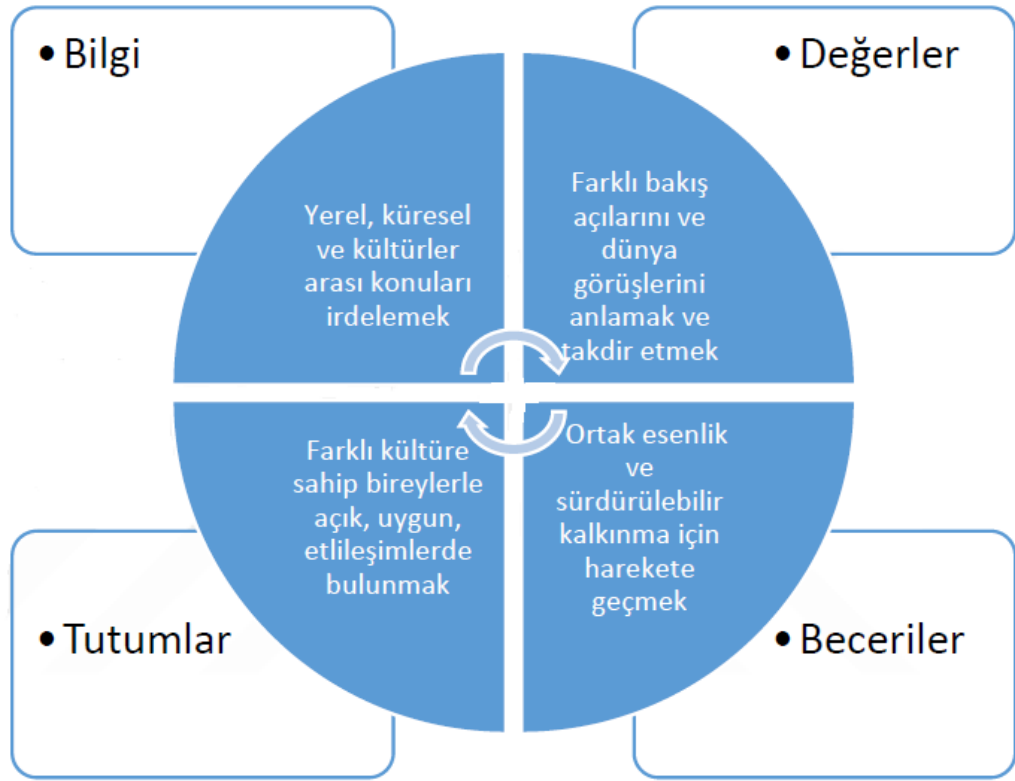 • Bilgi
Yerel, küresel
ve kültürler
arası konuları
irdelemek
• Değerler
Farklı bakış
açılarını ve
dünya
görüşlerini
anlamak ve
takdir etmek
Farklı kültüre
sahip bireylerle
açık, uygun,
etlileşimlerde
bulunmak
• Tutumlar
Ortak esenlik
ve
sürdürülebilir
kalkınma için
harekete
geçmek
• Beceriler